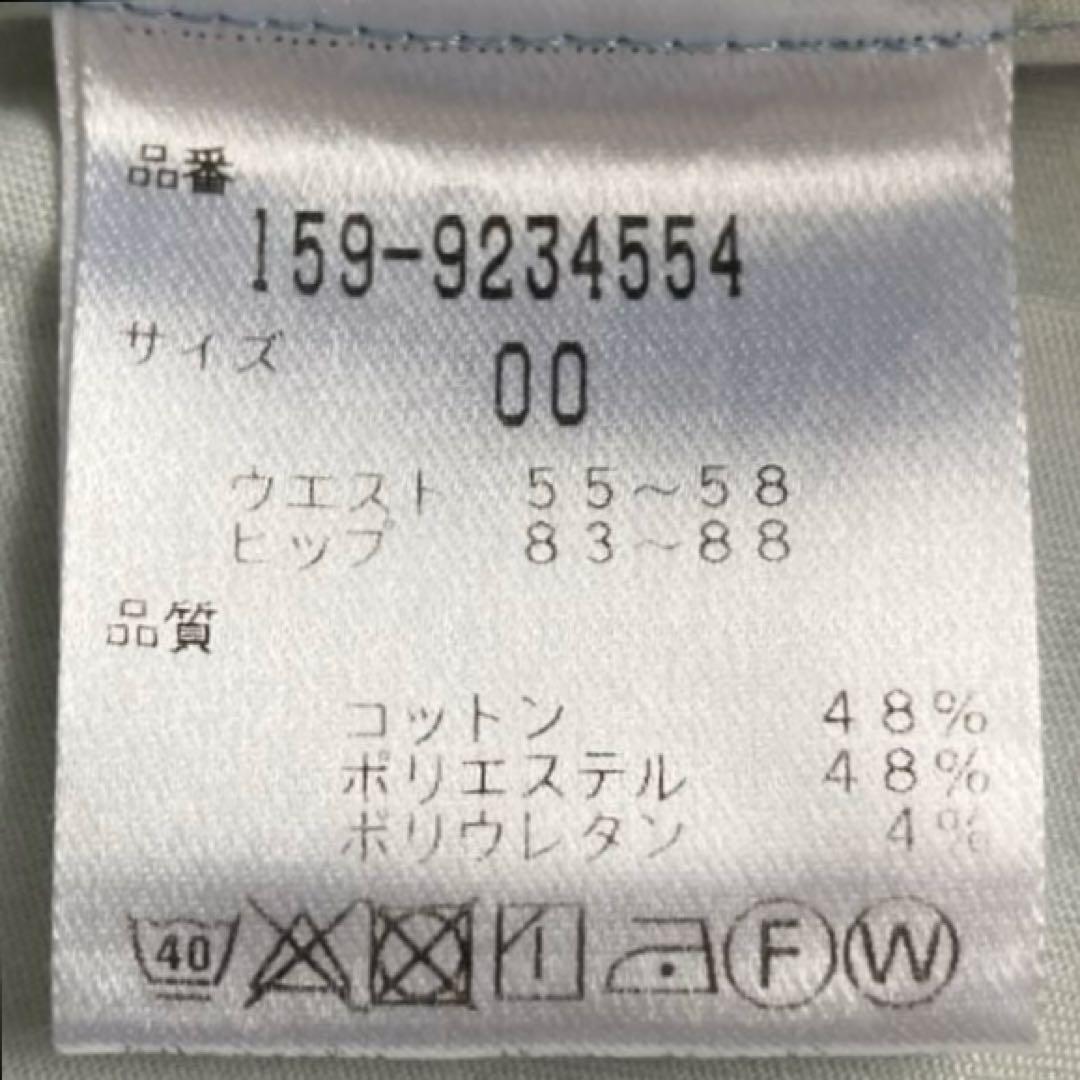 品番
159-9234554
サイズ 00
ウエスト 55～58
ヒップ 83～88
品質
コットン 48%
ポリエステル 48%
ポリウレタン 4%
40 F W